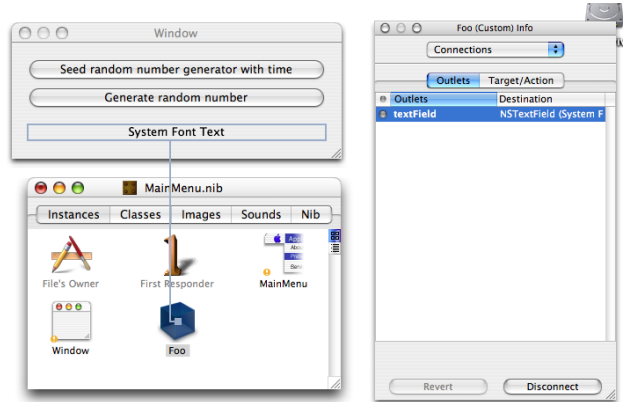 Window
Seed random number generator with time
Generate random number
System Font Text
MainMenu.nib
Instances Classes Images Sounds Nib
File's Owner First Responder MainMenu
Window Foo
Foo (Custom) Info
Connections
Outlets Target/Action
Outlets Destination
textField NSTextField (System F
Revert Disconnect